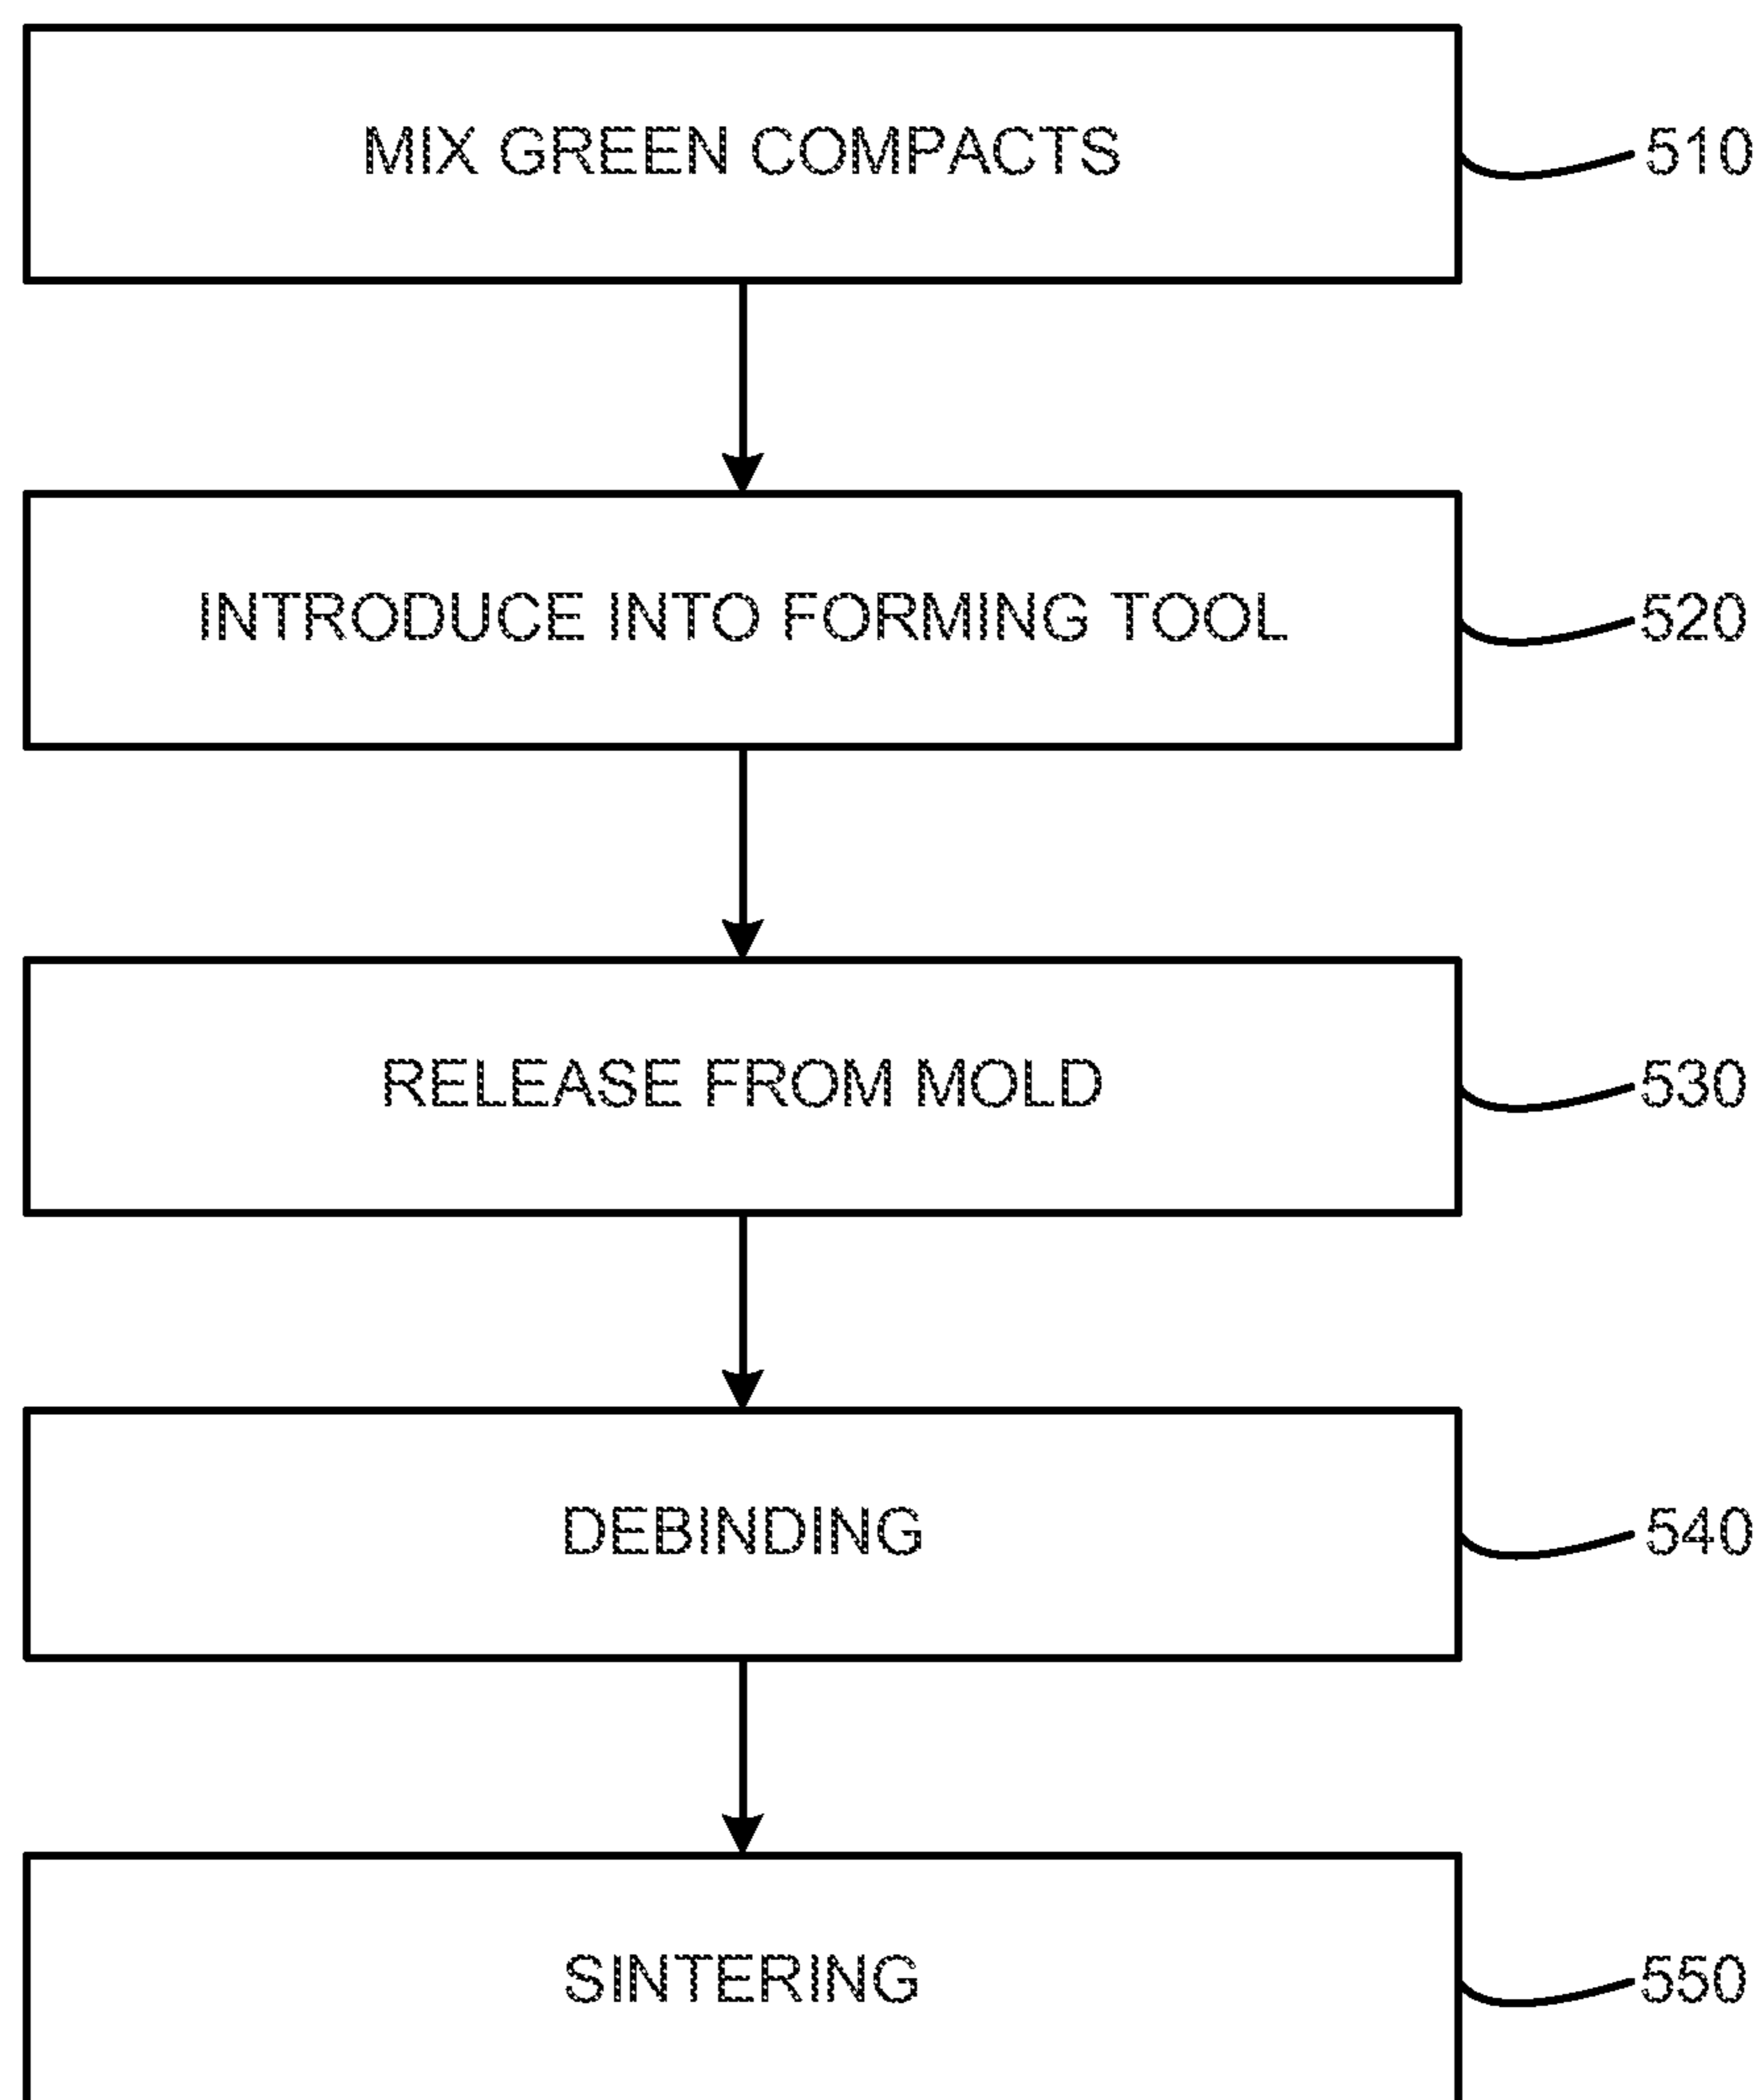 MIX GREEN COMPACTS
510
INTRODUCE INTO FORMING TOOL
520
RELEASE FROM MOLD
530
DEBINDING
540
SINTERING
550